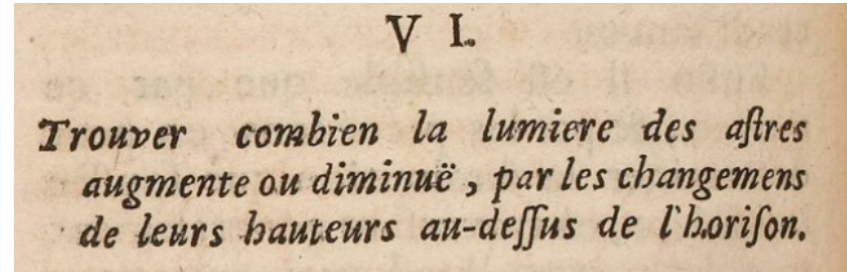 V I.
Trouver combien la lumiere des aſtres
augmente ou diminuë , par les changemens
de leurs hauteurs au-deſſus de l'horiſon.